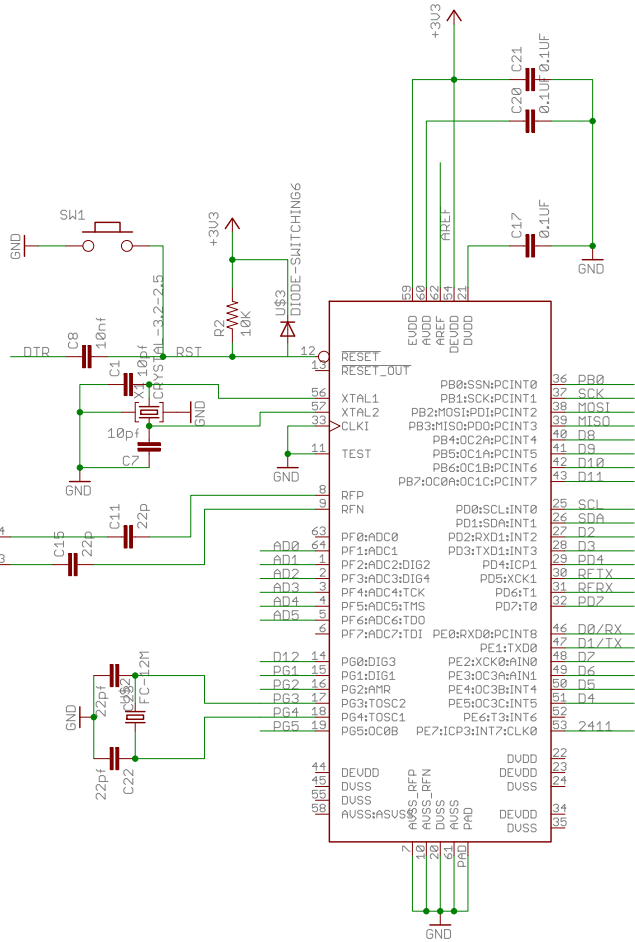 +3V3
C21
0.1UF
C20
0.1UF
SW1
GND
+3V3
U$3
DIODE-SWITCHING6
AREF
C17
0.1UF
GND
59
60
62
54
21
EVDD
AVDD
AREF
DEVDD
DVDD
CRYSTAL-3.2-2.5
R2
10K
DTR
C8
10nf
RST
12
RESET
13
RESET_OUT
C1
10pf
X1
GND
10pf
C7
GND
56
XTAL1
57
XTAL2
33
CLKI
11
TEST
GND
8
RFP
9
RFN
4
C11
22p
3
C15
22p
63
PF0:ADC0
AD0
64
PF1:ADC1
AD1
1
PF2:ADC2:DIG2
AD2
2
PF3:ADC3:DIG4
AD3
3
PF4:ADC4:TCK
AD4
4
PF5:ADC5:TMS
AD5
5
PF6:ADC6:TDO
6
PF7:ADC7:TDI
D12
14
PG0:DIG3
PG1
15
PG1:DIG1
PG2
16
PG2:AMR
PG3
17
PG3:TOSC2
PG4
18
PG4:TOSC1
PG5
19
PG5:OC0B
22pf
FC-12M
GND
22pf
C22
44
DEVDD
45
DVSS
55
DVSS
58
AVSS:ASVSS
PB0:SSN:PCINT0
36
PB0
PB1:SCK:PCINT1
37
SCK
PB2:MOSI:PDI:PCINT2
38
MOSI
PB3:MISO:PDO:PCINT3
39
MISO
PB4:OC2A:PCINT4
40
D8
PB5:OC1A:PCINT5
41
D9
PB6:OC1B:PCINT6
42
D10
PB7:OC0A:OC1C:PCINT7
43
D11
PD0:SCL:INT0
25
SCL
PD1:SDA:INT1
26
SDA
PD2:RXD1:INT2
27
D2
PD3:TXD1:INT3
28
D3
PD4:ICP1
29
PD4
PD5:XCK1
30
RFTX
PD6:T1
31
RFRX
PD7:T0
32
PD7
PE0:RXD0:PCINT8
46
D0/RX
PE1:TXD0
47
D1/TX
PE2:XCK0:AIN0
48
D7
PE3:OC3A:AIN1
49
D6
PE4:OC3B:INT4
50
D5
PE5:OC3C:INT5
51
D4
PE6:T3:INT6
52
PE7:ICP3:INT7:CLK0
53
2411
DVDD
22
DEVDD
23
DVSS
24
DEVDD
34
DVSS
35
AVSS_RFP
AVSS_RFN
DVSS
AVSS
PAD
7
10
20
61
PAD
GND